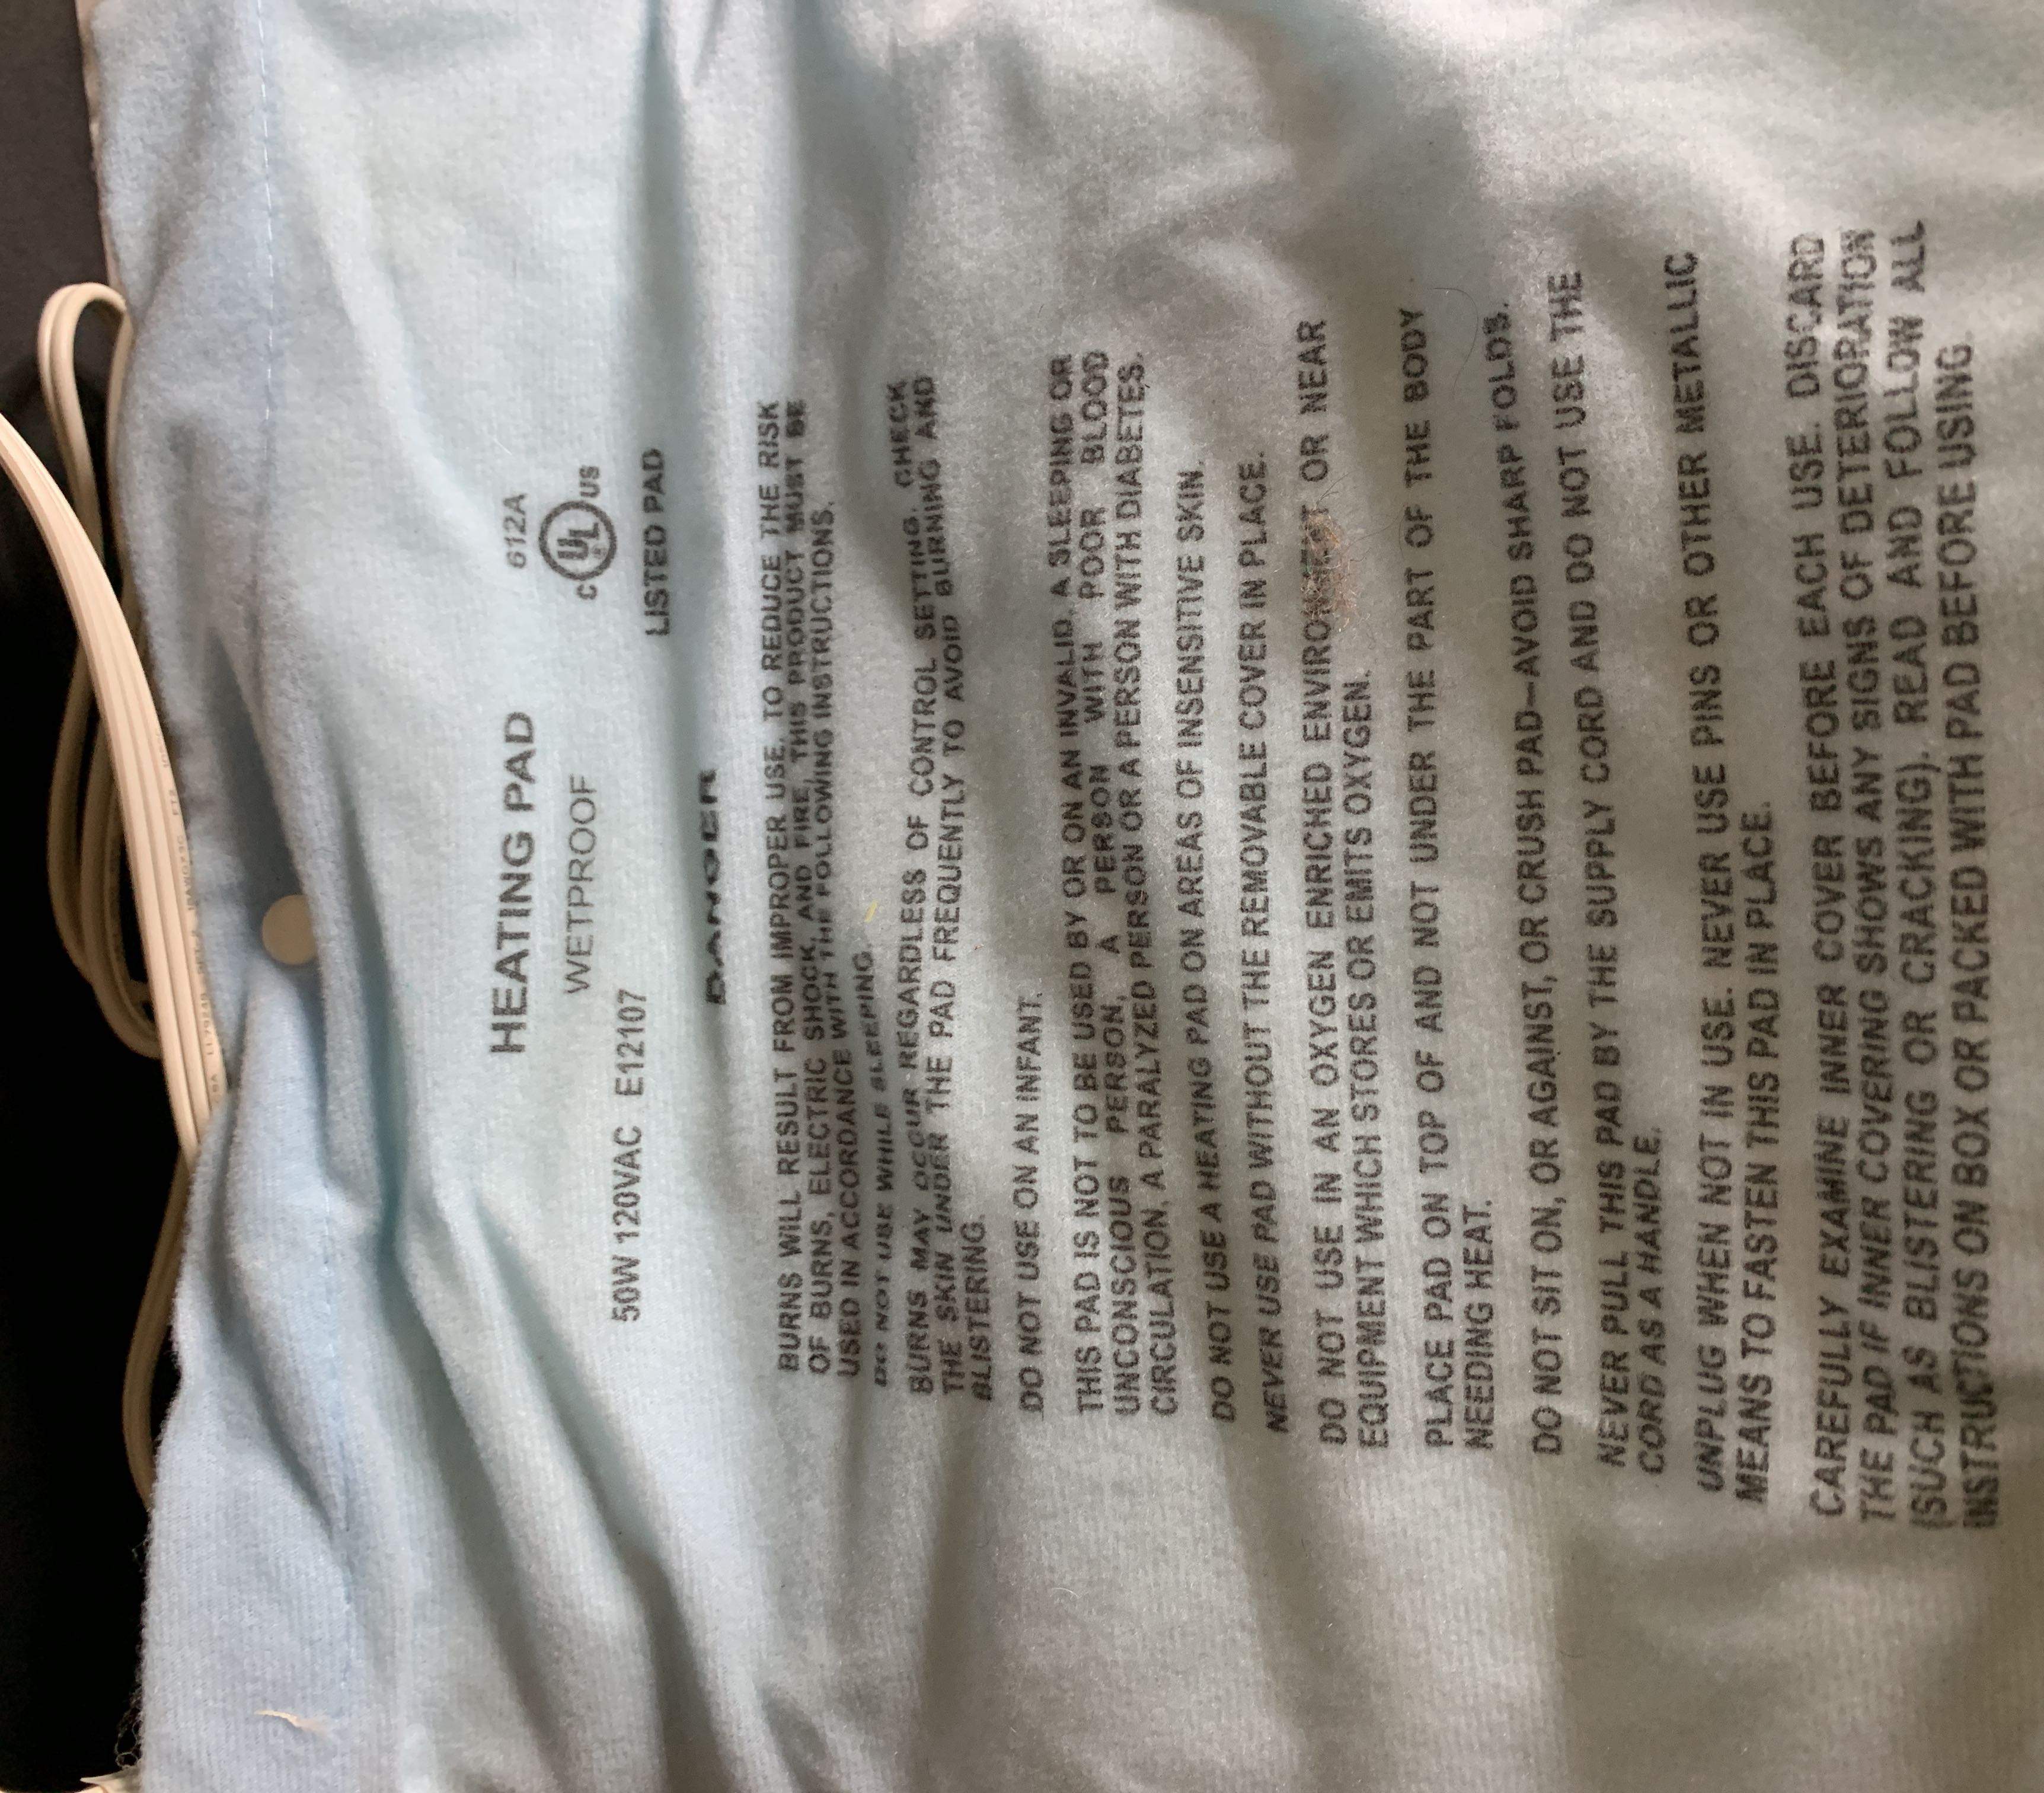 HEATING PAD
612A
WETPROOF
C UL US
50W 120VAC E12107
LISTED PAD
DANGER
BURNS WILL RESULT FROM IMPROPER USE. TO REDUCE THE RISK
OF BURNS, ELECTRIC SHOCK, AND FIRE, THIS PRODUCT MUST BE
USED IN ACCORDANCE WITH THE FOLLOWING INSTRUCTIONS.
DO NOT USE WHILE SLEEPING.
BURNS MAY OCCUR REGARDLESS OF CONTROL SETTING. CHECK
THE SKIN UNDER THE PAD FREQUENTLY TO AVOID BURNING AND
BLISTERING.
DO NOT USE ON AN INFANT.
THIS PAD IS NOT TO BE USED BY OR ON AN INVALID. A SLEEPING OR
UNCONSCIOUS PERSON, A PERSON WITH POOR BLOOD
CIRCULATION, A PARALYZED PERSON OR A PERSON WITH DIABETES.
DO NOT USE A HEATING PAD ON AREAS OF INSENSITIVE SKIN.
NEVER USE PAD WITHOUT THE REMOVABLE COVER IN PLACE.
DO NOT USE IN AN OXYGEN ENRICHED OR NEAR
EQUIPMENT WHICH STORES OR EMITS OXYGEN.
PLACE PAD ON TOP OF AND NOT UNDER THE PART OF THE BODY
NEEDING HEAT.
DO NOT SIT ON, OR AGAINST, OR CRUSH PAD—AVOID SHARP FOLDS.
NEVER PULL THIS PAD BY THE SUPPLY CORD AND DO NOT USE THE
CORD AS A HANDLE.
UNPLUG WHEN NOT IN USE. NEVER USE PINS OR OTHER METALLIC
MEANS TO FASTEN THIS PAD IN PLACE.
CAREFULLY EXAMINE INNER COVER BEFORE EACH USE. DISCARD
THE PAD IF INNER COVERING SHOWS ANY SIGNS OF DETERIORATION
(SUCH AS BLISTERING OR CRACKING). READ AND FOLLOW ALL
INSTRUCTIONS ON BOX OR PACKED WITH PAD BEFORE USING.